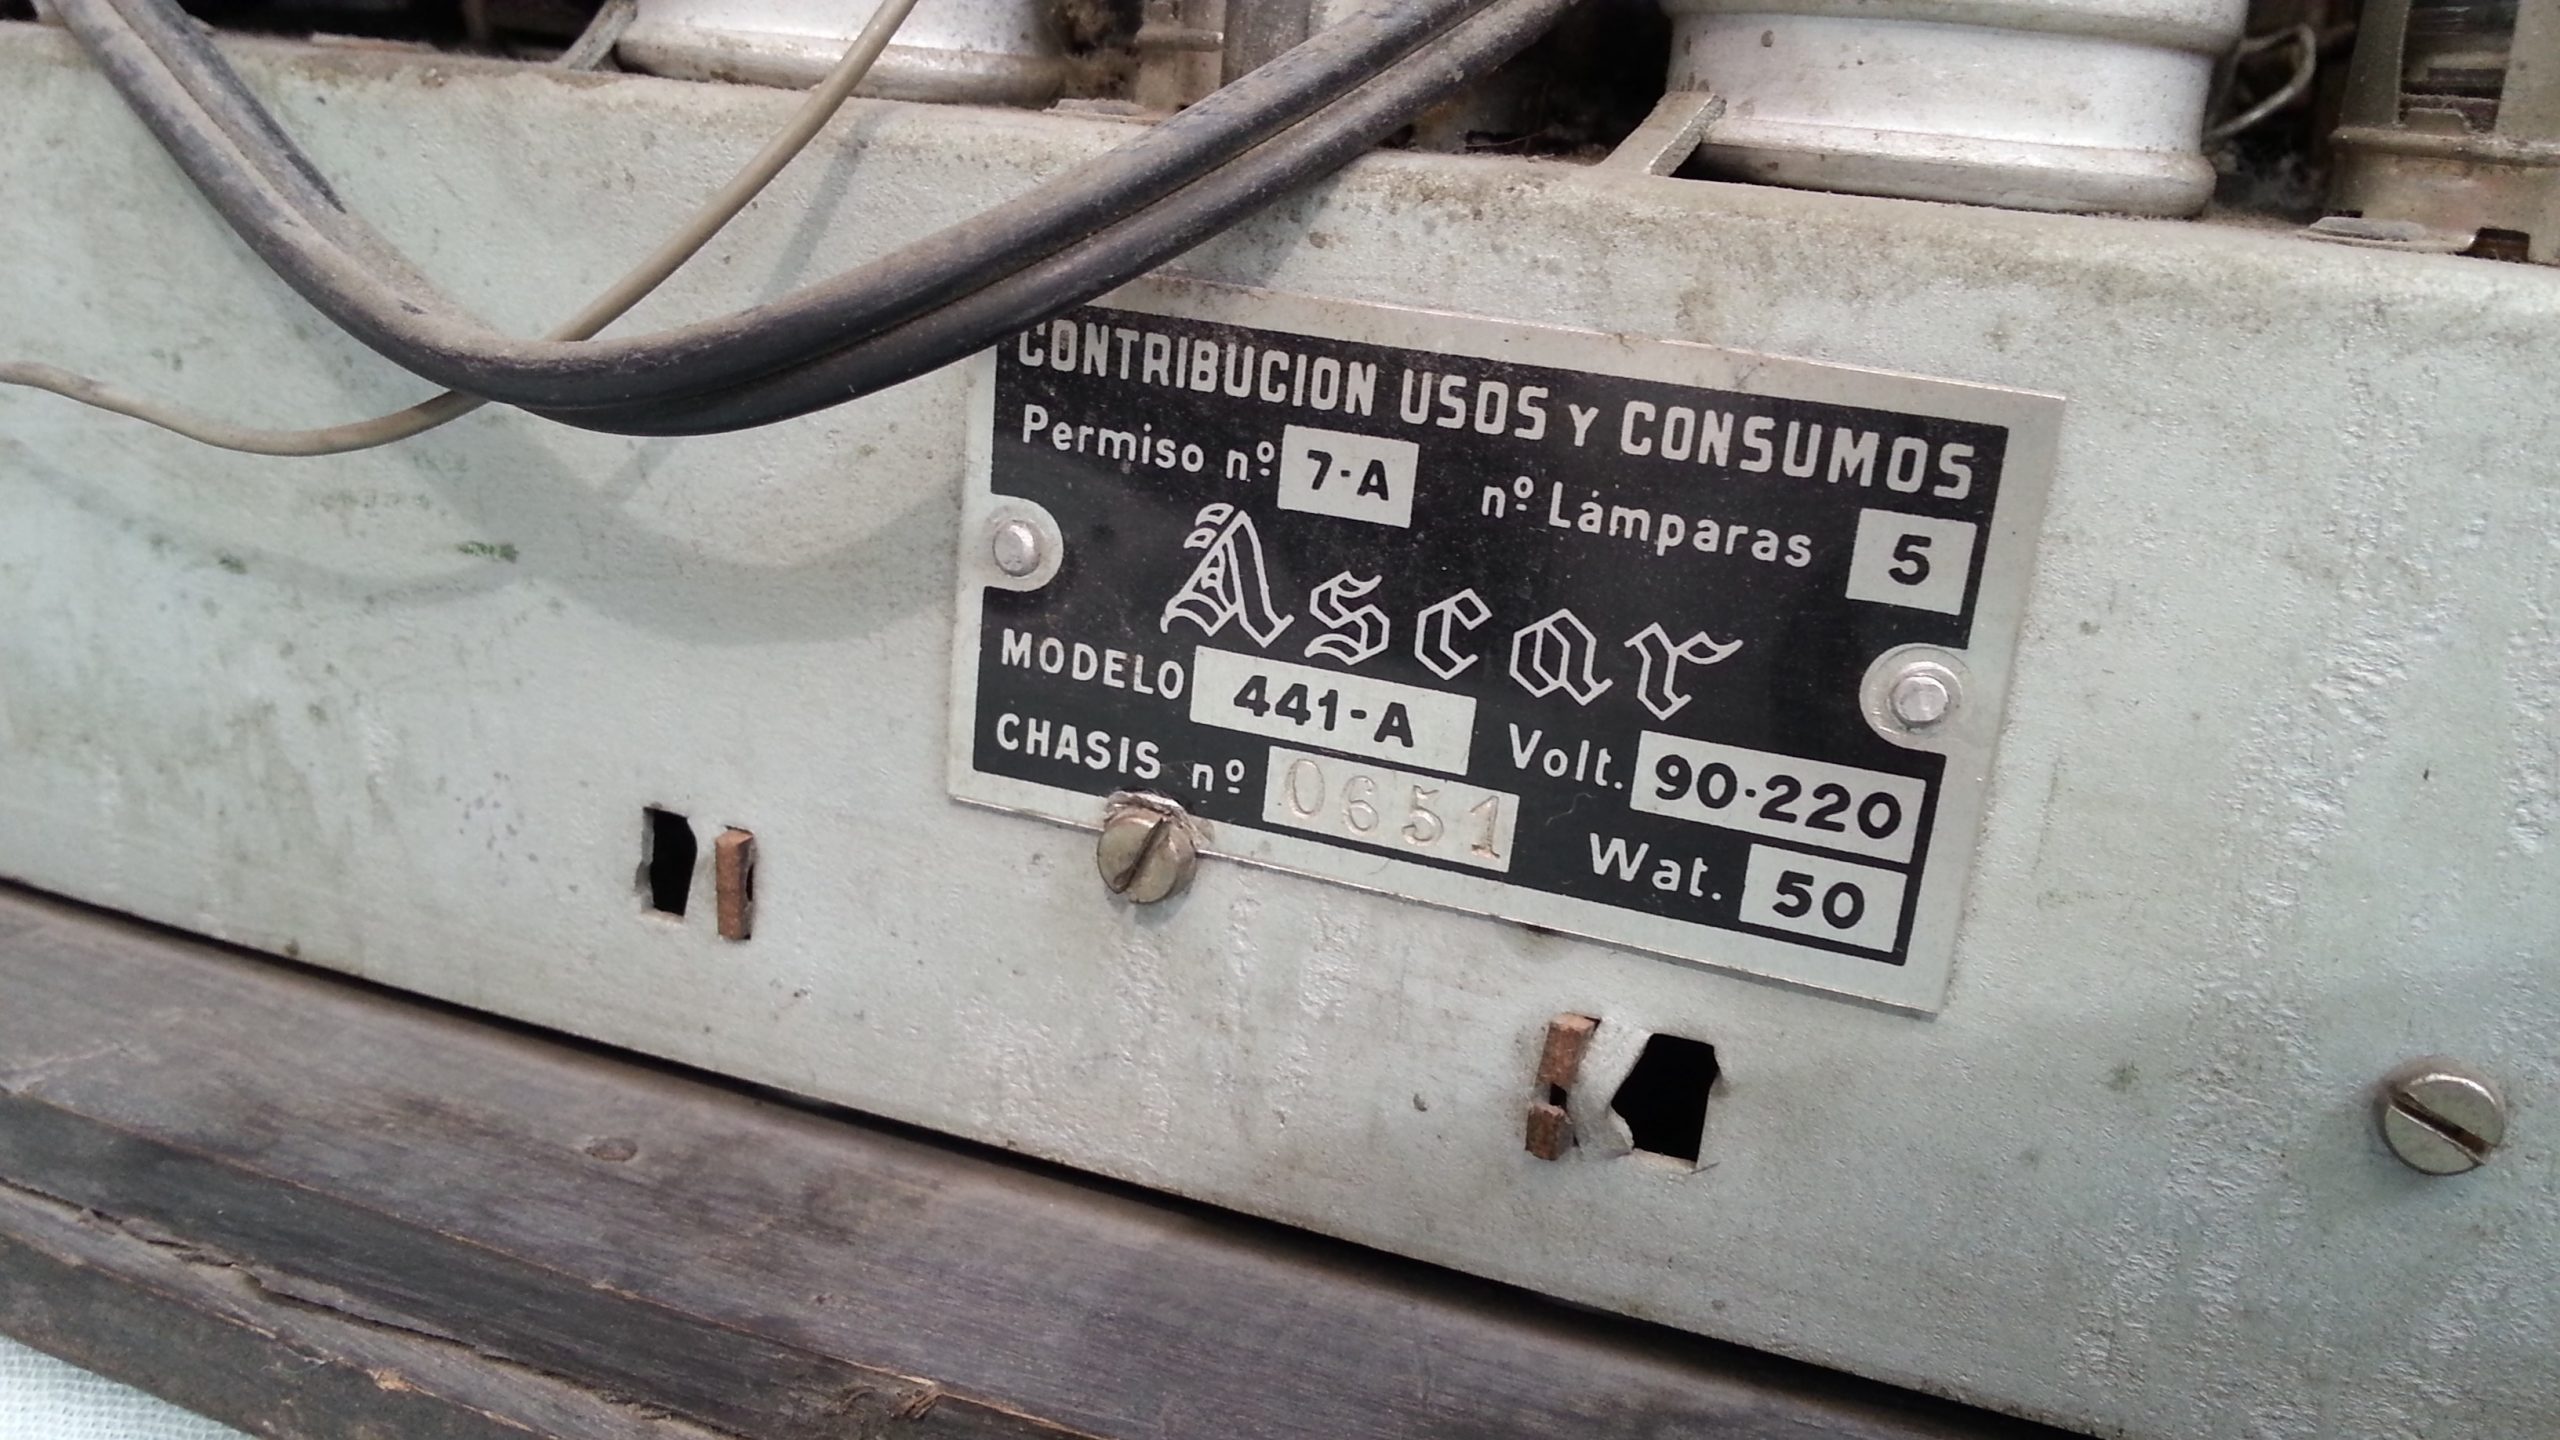 CONTRIBUCION USOS Y CONSUMOS
Permiso nº 7-A nº Lámparas 5
Ascar
MODELO 441-A Volt. 90-220
CHASIS nº 0651 Wat. 50